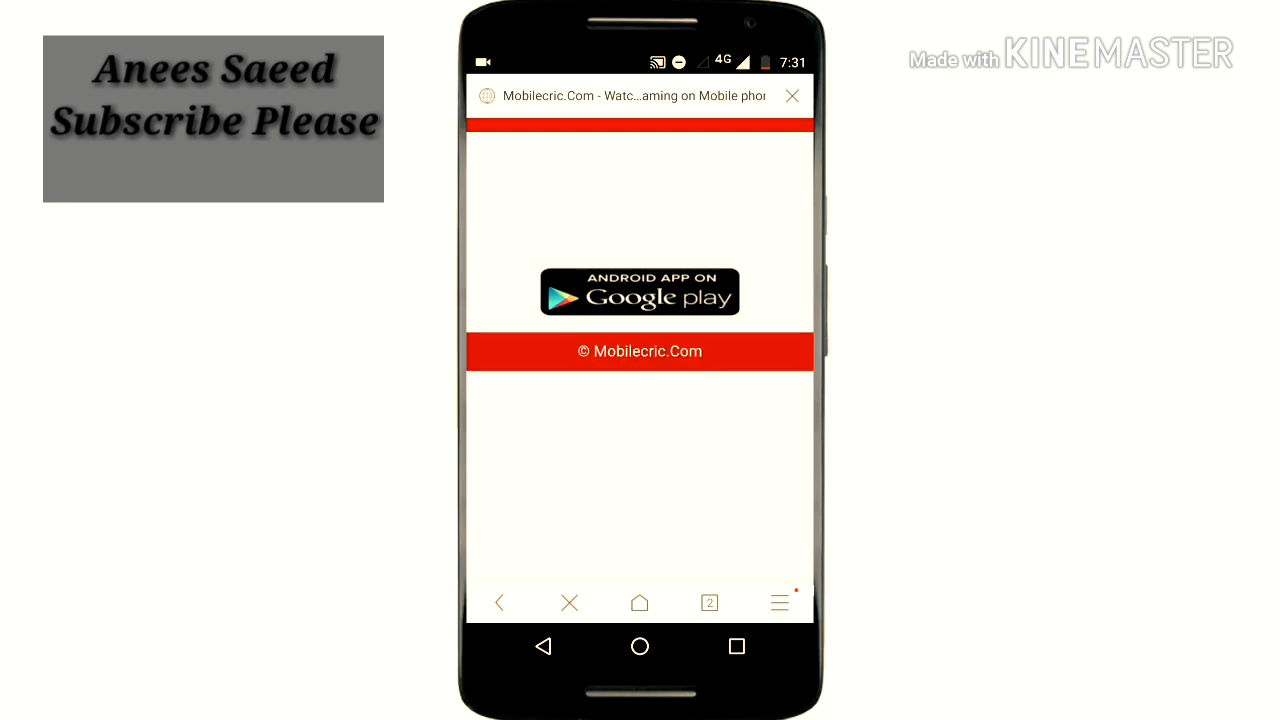 Anees Saeed
Subscribe Please
Made with KINEMASTER
4G 7:31
Mobilecric.Com - Watc...aming on Mobile phon
ANDROID APP ON
Google play
© Mobilecric.Com
2